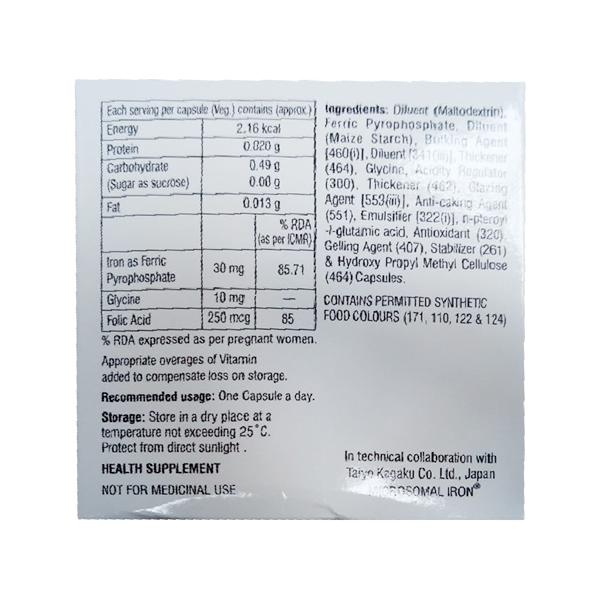 Each serving per capsule (Veg.) contains (approx.)
Energy 2.16 kcal
Protein 0.020 g
Carbohydrate 0.49 g
(Sugar as sucrose) 0.00 g
Fat 0.013 g
% RDA
(as per ICMR)
Iron as Ferric
Pyrophosphate 30 mg 85.71
Glycine 10 mg —
Folic Acid 250 mcg 85
% RDA expressed as per pregnant women.
Appropriate overages of Vitamin
added to compensate loss on storage.
Recommended usage: One Capsule a day.
Storage: Store in a dry place at a
temperature not exceeding 25°C.
Protect from direct sunlight .
HEALTH SUPPLEMENT
NOT FOR MEDICINAL USE
Ingredients: Diluent (Maltodextrin),
Ferric Pyrophosphate, Diluent
(Maize Starch), Bulking Agent
[460(i)], Diluent [341(iii)], Thickener
(464), Glycine, Acidity Regulator
(300), Thickener (462), Glazing
Agent [553(iii)], Anti-caking Agent
(551), Emulsifier [322(i)], n-pteroyl
-l-glutamic acid, Antioxidant (320),
Gelling Agent (407), Stabilizer (261)
& Hydroxy Propyl Methyl Cellulose
(464) Capsules.
CONTAINS PERMITTED SYNTHETIC
FOOD COLOURS (171, 110, 122 & 124)
In technical collaboration with
Taiyo Kagaku Co. Ltd., Japan
MICROSOMAL IRON®